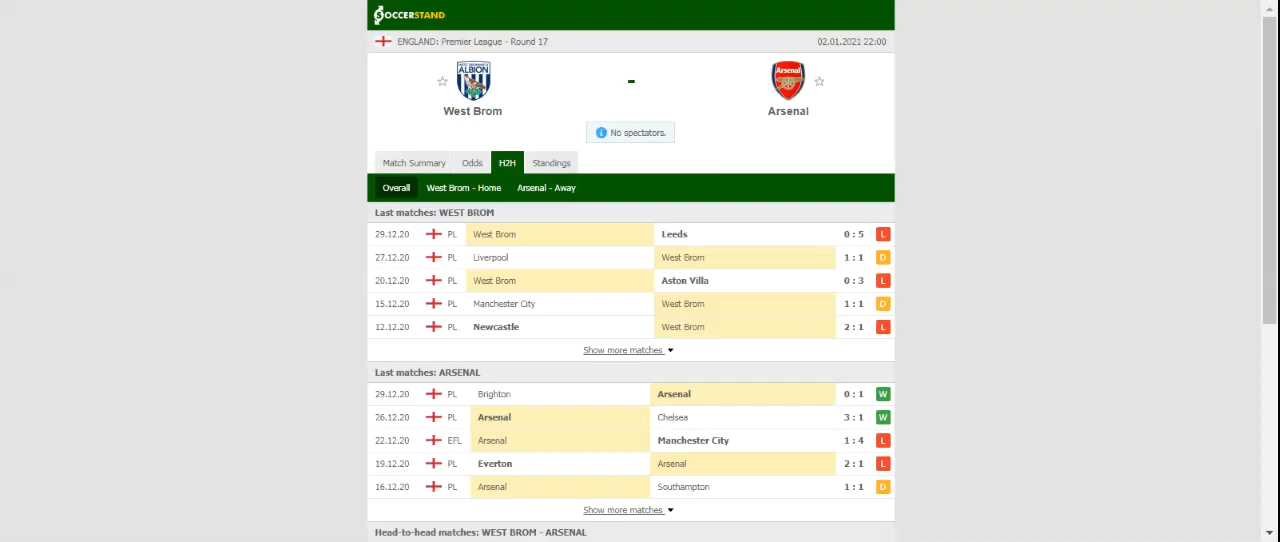 SOCCERSTAND
ENGLAND: Premier League - Round 17 02.01.2021 22:00
ALBION Arsenal
-
West Brom Arsenal
No spectators.
Match Summary Odds H2H Standings
Overall West Brom - Home Arsenal - Away
Last matches: WEST BROM
29.12.20 PL West Brom Leeds 0 : 5 L
27.12.20 PL Liverpool West Brom 1 : 1 D
20.12.20 PL West Brom Aston Villa 0 : 3 L
15.12.20 PL Manchester City West Brom 1 : 1 D
12.12.20 PL Newcastle West Brom 2 : 1 L
Show more matches
Last matches: ARSENAL
29.12.20 PL Brighton Arsenal 0 : 1 W
26.12.20 PL Arsenal Chelsea 3 : 1 W
22.12.20 EFL Arsenal Manchester City 1 : 4 L
19.12.20 PL Everton Arsenal 2 : 1 L
16.12.20 PL Arsenal Southampton 1 : 1 D
Show more matches
Head-to-head matches: WEST BROM - ARSENAL